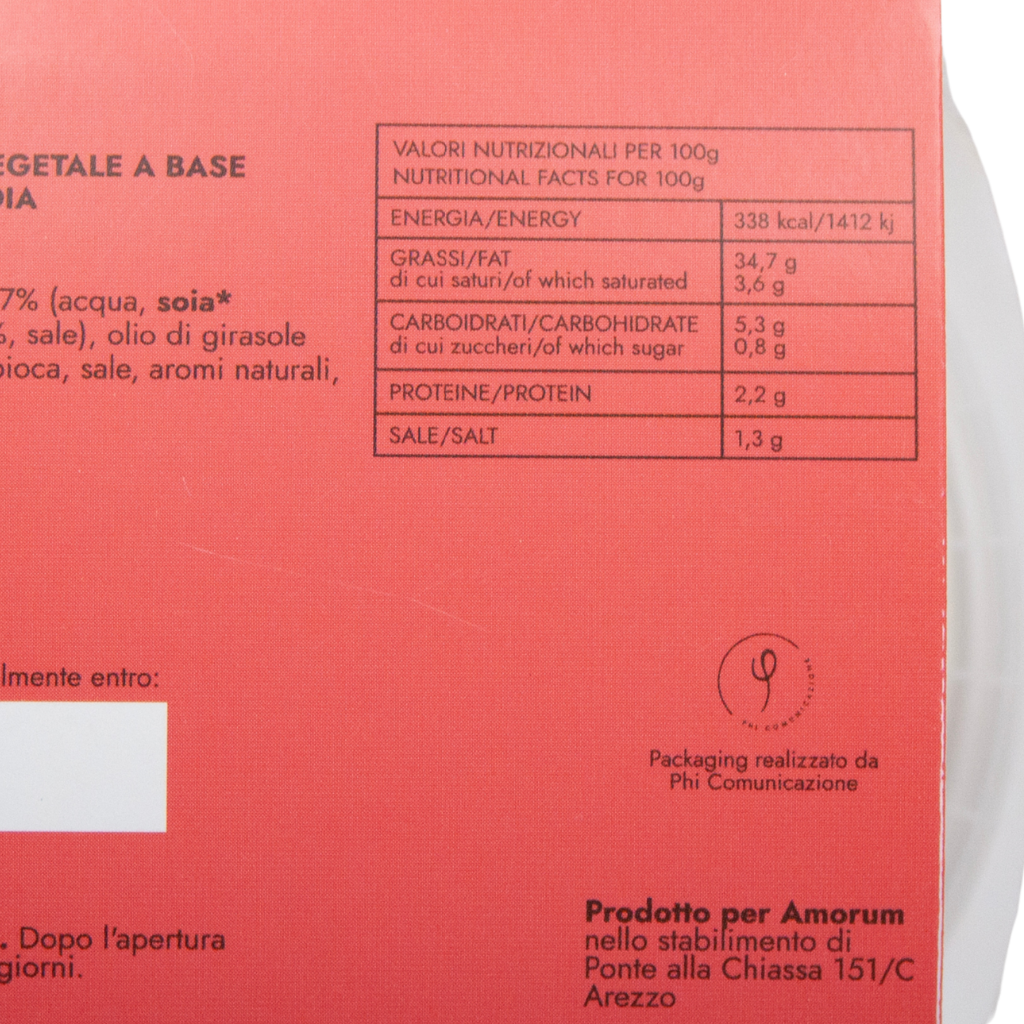 EGETALE A BASE
OIA
7% (acqua, soia*
%, sale), olio di girasole
pioca, sale, aromi naturali,
VALORI NUTRIZIONALI PER 100g
NUTRITIONAL FACTS FOR 100g
ENERGIA/ENERGY 338 kcal/1412 kj
GRASSI/FAT 34,7 g
di cui saturi/of which saturated 3,6 g
CARBOIDRATI/CARBOHIDRATE 5,3 g
di cui zuccheri/of which sugar 0,8 g
PROTEINE/PROTEIN 2,2 g
SALE/SALT 1,3 g
lmente entro:
PHI COMUNICAZIONE
Packaging realizzato da
Phi Comunicazione
. Dopo l'apertura
giorni.
Prodotto per Amorum
nello stabilimento di
Ponte alla Chiassa 151/C
Arezzo